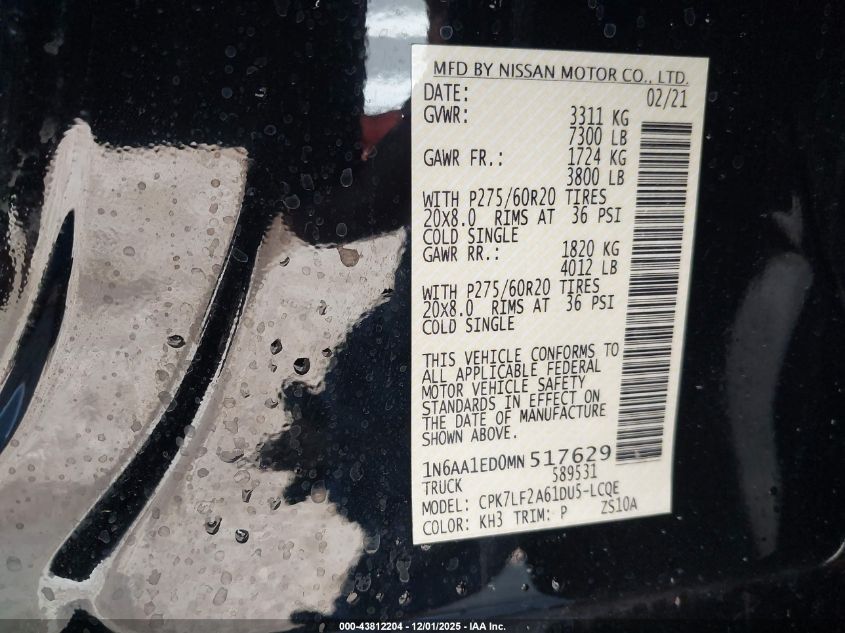 MFD BY NISSAN MOTOR CO., LTD.
DATE: 02/21
GVWR: 3311 KG
7300 LB
GAWR FR.: 1724 KG
3800 LB
WITH P275/60R20 TIRES
20X8.0 RIMS AT 36 PSI
COLD SINGLE
GAWR RR.: 1820 KG
4012 LB
WITH P275/60R20 TIRES
20X8.0 RIMS AT 36 PSI
COLD SINGLE
THIS VEHICLE CONFORMS TO
ALL APPLICABLE FEDERAL
MOTOR VEHICLE SAFETY
STANDARDS IN EFFECT ON
THE DATE OF MANUFACTURE
SHOWN ABOVE.
1N6AA1ED0MN 517629
TRUCK 589531
MODEL: CPK7LF2A61DU5-LCQE
COLOR: KH3 TRIM: P ZS10A
000-43812204 - 12/01/2025 - IAA Inc.